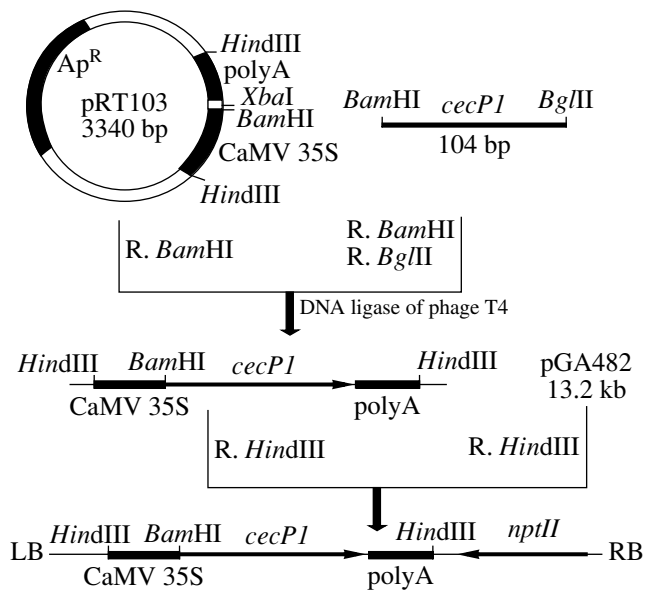 HindIII
Ap^R
polyA
pRT103
3340 bp
XbaI
BamHI
CaMV 35S
HindIII
BamHI cecP1 BglII
104 bp
R. BamHI
R. BamHI
R. BglII
DNA ligase of phage T4
HindIII BamHI cecP1 HindIII
CaMV 35S polyA
pGA482
13.2 kb
R. HindIII R. HindIII
HindIII BamHI cecP1 HindIII nptII
LB RB
CaMV 35S polyA